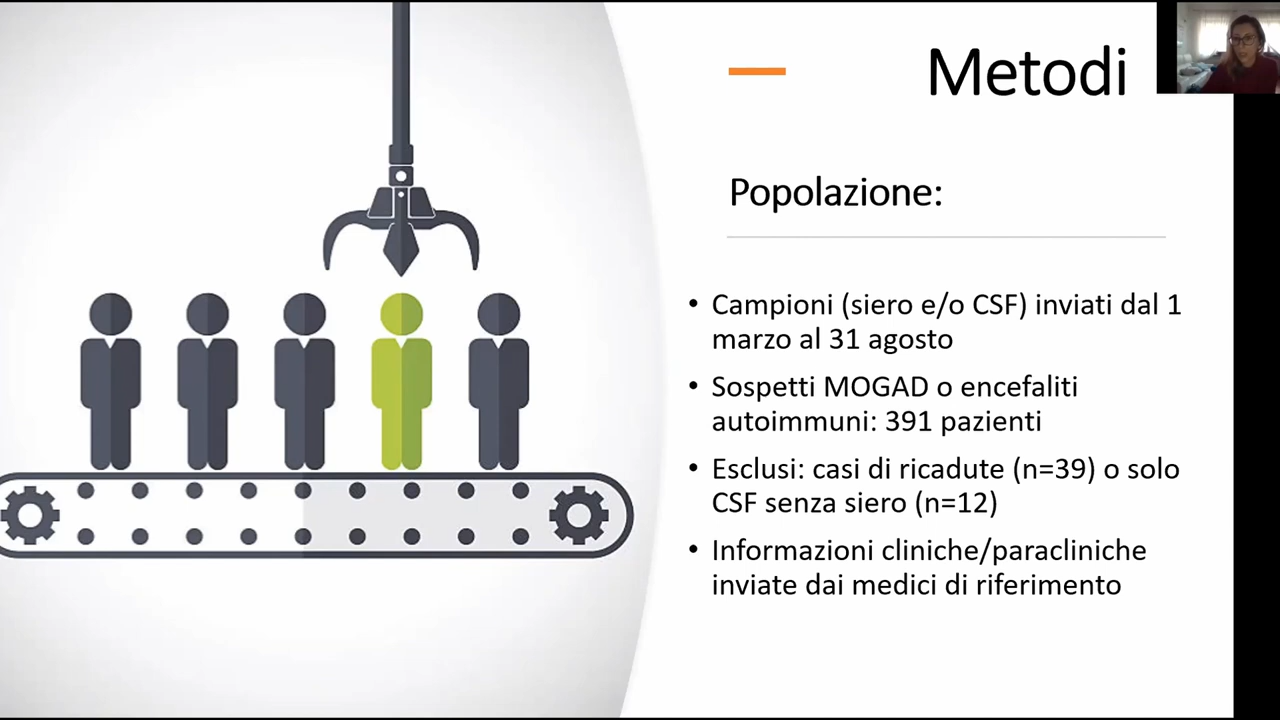 Metodi
Popolazione:
• Campioni (siero e/o CSF) inviati dal 1
marzo al 31 agosto
• Sospetti MOGAD o encefaliti
autoimmuni: 391 pazienti
• Esclusi: casi di ricadute (n=39) o solo
CSF senza siero (n=12)
• Informazioni cliniche/paracliniche
inviate dai medici di riferimento